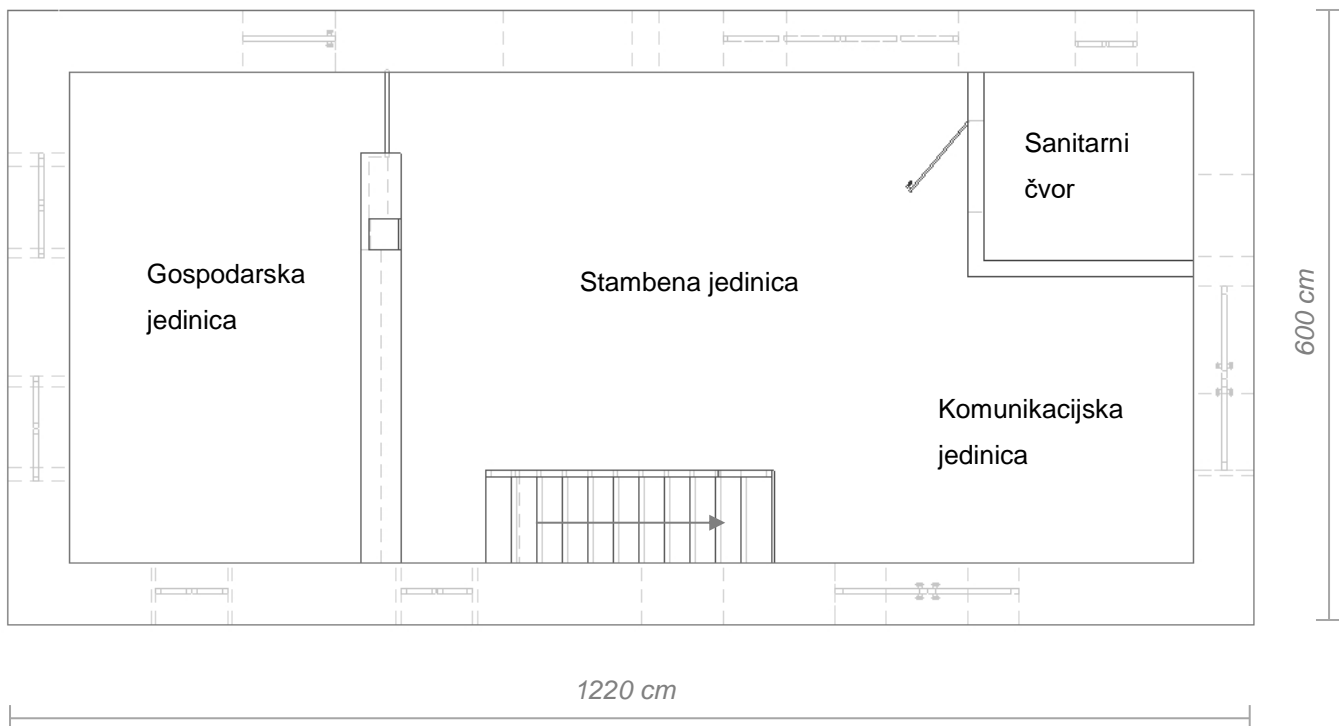 Sanitarni
čvor
Gospodarska
jedinica
Stambena jedinica
600 cm
Komunikacijska
jedinica
1220 cm